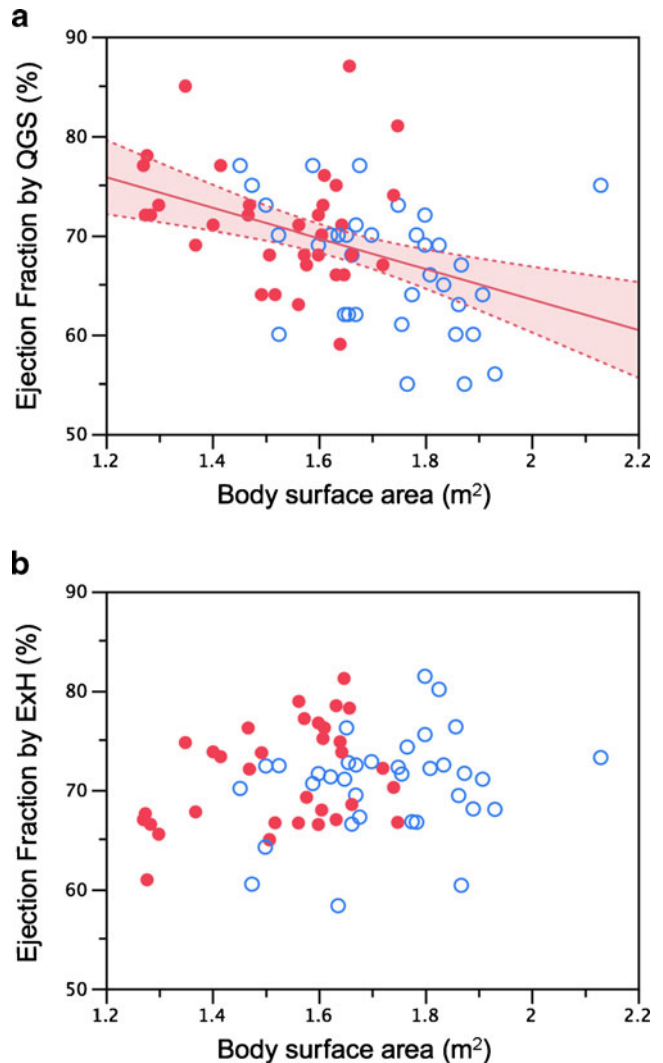 a
90
80
70
60
50
Ejection Fraction by QGS (%)
1.2 1.4 1.6 1.8 2 2.2
Body surface area (m²)
b
90
80
70
60
50
Ejection Fraction by ExH (%)
1.2 1.4 1.6 1.8 2 2.2
Body surface area (m²)